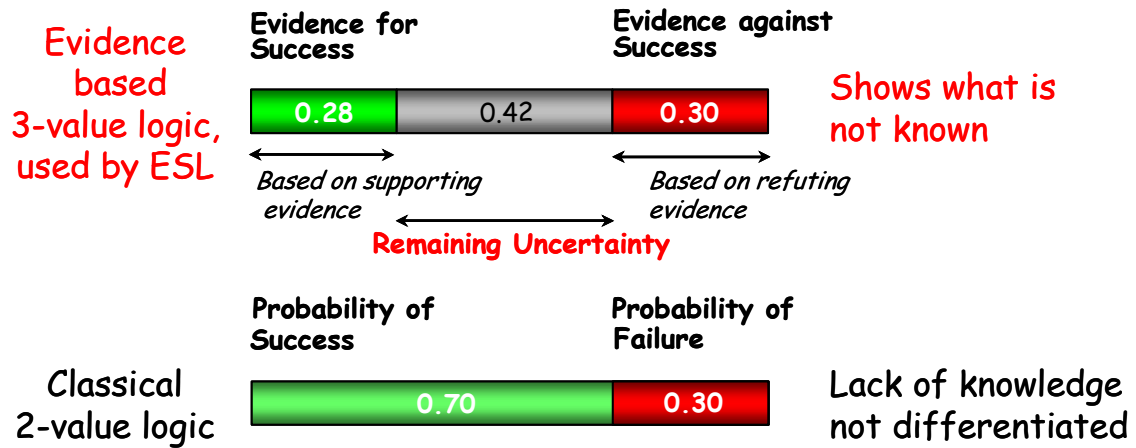 Evidence
based
3-value logic,
used by ESL
Evidence for
Success
Evidence against
Success
0.28
0.42
0.30
Shows what is
not known
Based on supporting
evidence
Based on refuting
evidence
Remaining Uncertainty
Probability of
Success
Probability of
Failure
Classical
2-value logic
0.70
0.30
Lack of knowledge
not differentiated